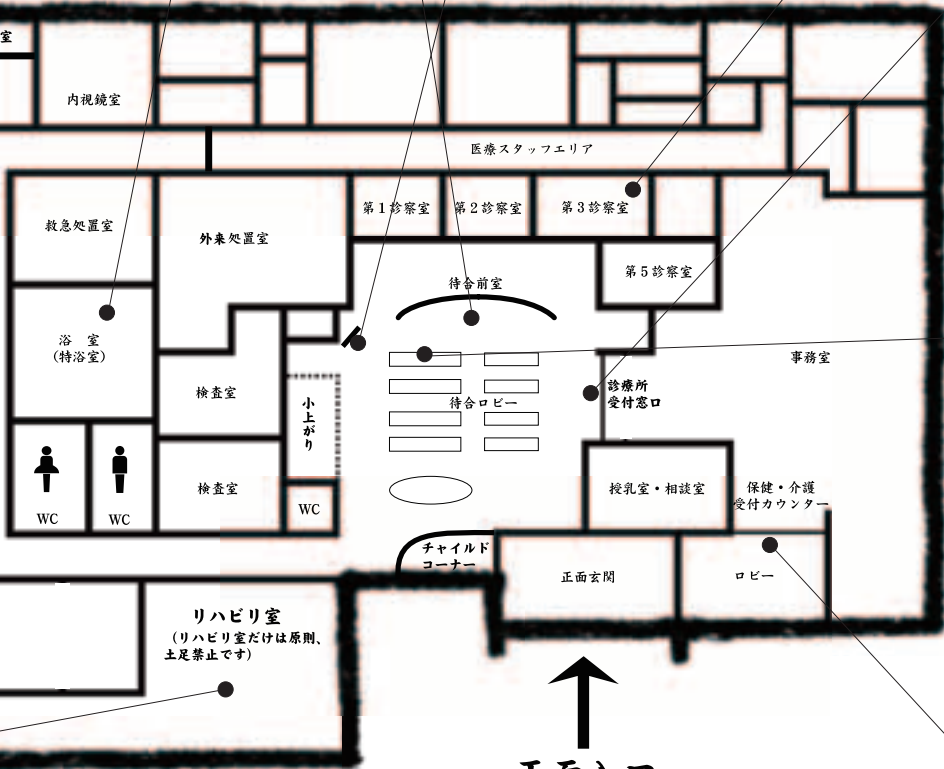 室
内視鏡室
医療スタッフエリア
救急処置室
外来処置室
第1診察室
第2診察室
第3診察室
第5診察室
待合前室
浴　室
（特浴室）
事務室
検査室
小上がり
待合ロビー
診療所
受付窓口
検査室
WC
WC
WC
授乳室・相談室
保健・介護
受付カウンター
チャイルド
コーナー
正面玄関
ロビー
リハビリ室
（リハビリ室だけは原則、
土足禁止です）